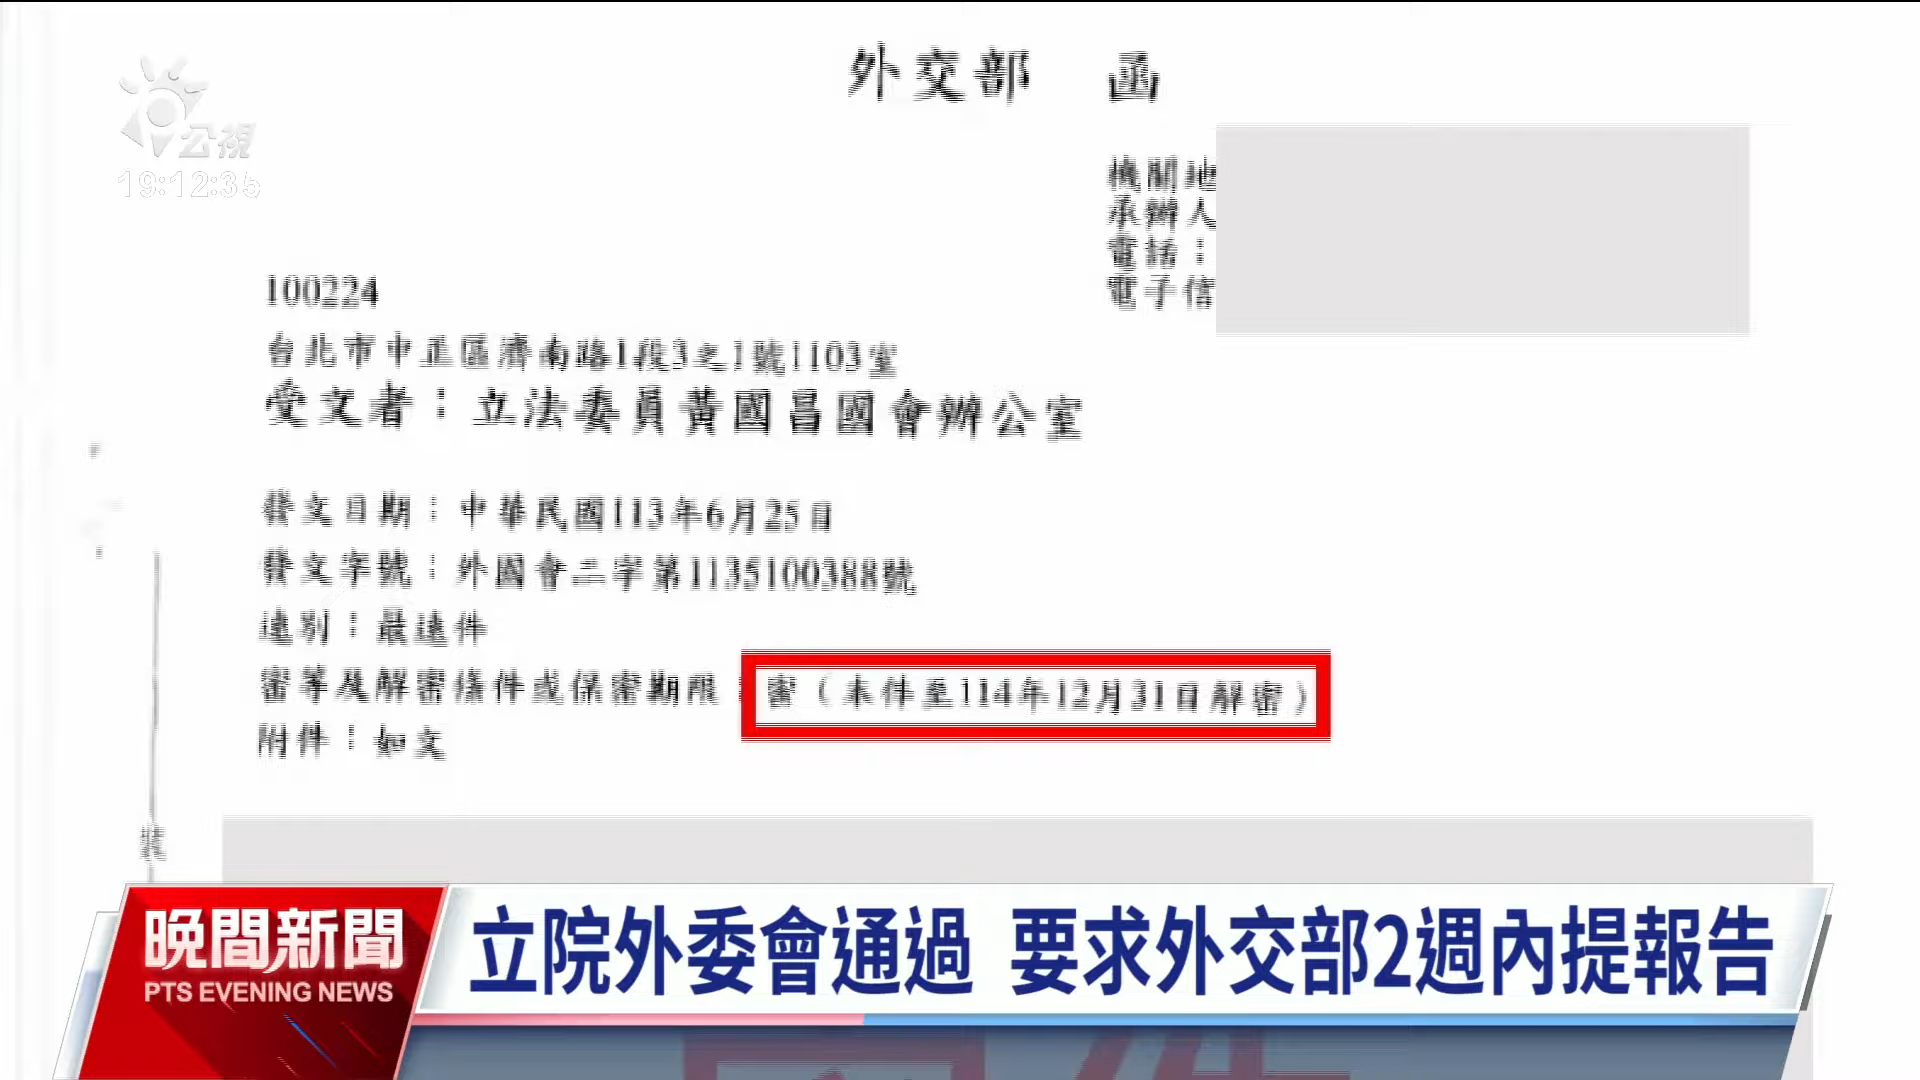 外交部 函
公視
19:12:35
機關地
承辦人
電話：
電子信
100224
台北市中正區濟南路1段3之1號1103室
受文者：立法委員黃國昌國會辦公室
發文日期：中華民國113年6月25日
發文字號：外國會二字第1135100388號
速別：最速件
密等及解密條件或保密期限：密（本件至114年12月31日解密）
附件：如文
晚間新聞
PTS EVENING NEWS
立院外委會通過 要求外交部2週內提報告